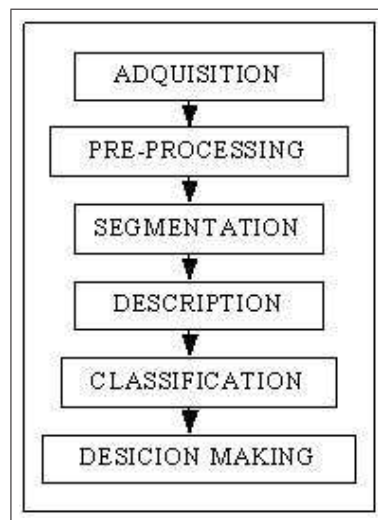 ADQUISITION
PRE-PROCESSING
SEGMENTATION
DESCRIPTION
CLASSIFICATION
DESICION MAKING